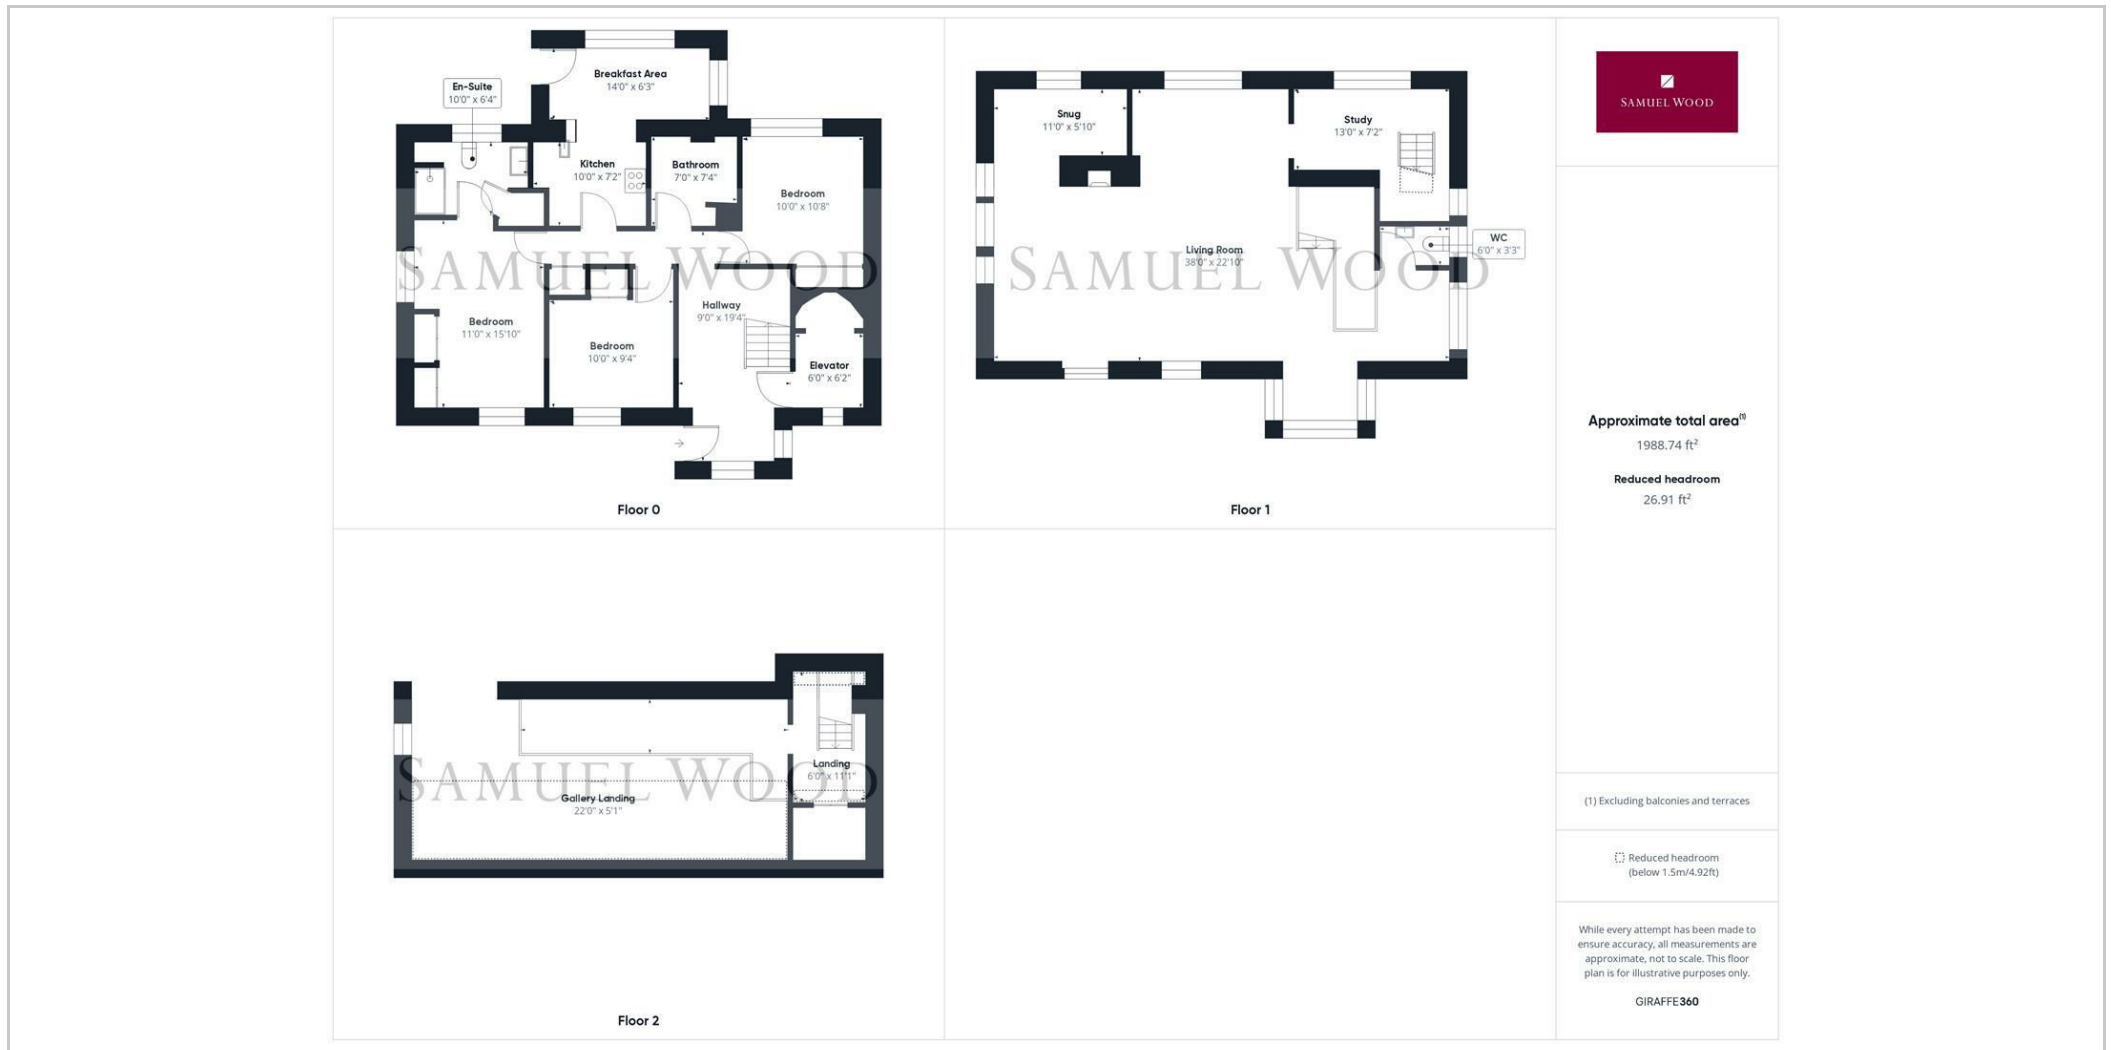 Breakfast Area
14'0" x 6'3"
En-Suite
10'0" x 6'4"
Kitchen
10'0" x 7'2"
Bathroom
7'0" x 7'4"
Bedroom
10'0" x 10'8"
SAMUEL WOOD
Hallway
9'0" x 19'4"
Bedroom
11'0" x 15'10"
Bedroom
10'0" x 9'4"
Elevator
6'0" x 6'2"
Floor 0
Snug
11'0" x 5'10"
Study
13'0" x 7'2"
Living Room
38'0" x 22'10"
WC
6'0" x 3'3"
SAMUEL WOOD
Floor 1
Landing
6'0" x 11'1"
SAMUEL WOOD
Gallery Landing
22'0" x 5'1"
Floor 2
SAMUEL WOOD
Approximate total area(1)
1988.74 ft²
Reduced headroom
26.91 ft²
(1) Excluding balconies and terraces
Reduced headroom
(below 1.5m/4.92ft)
While every attempt has been made to
ensure accuracy, all measurements are
approximate, not to scale. This floor
plan is for illustrative purposes only.
GIRAFFE360